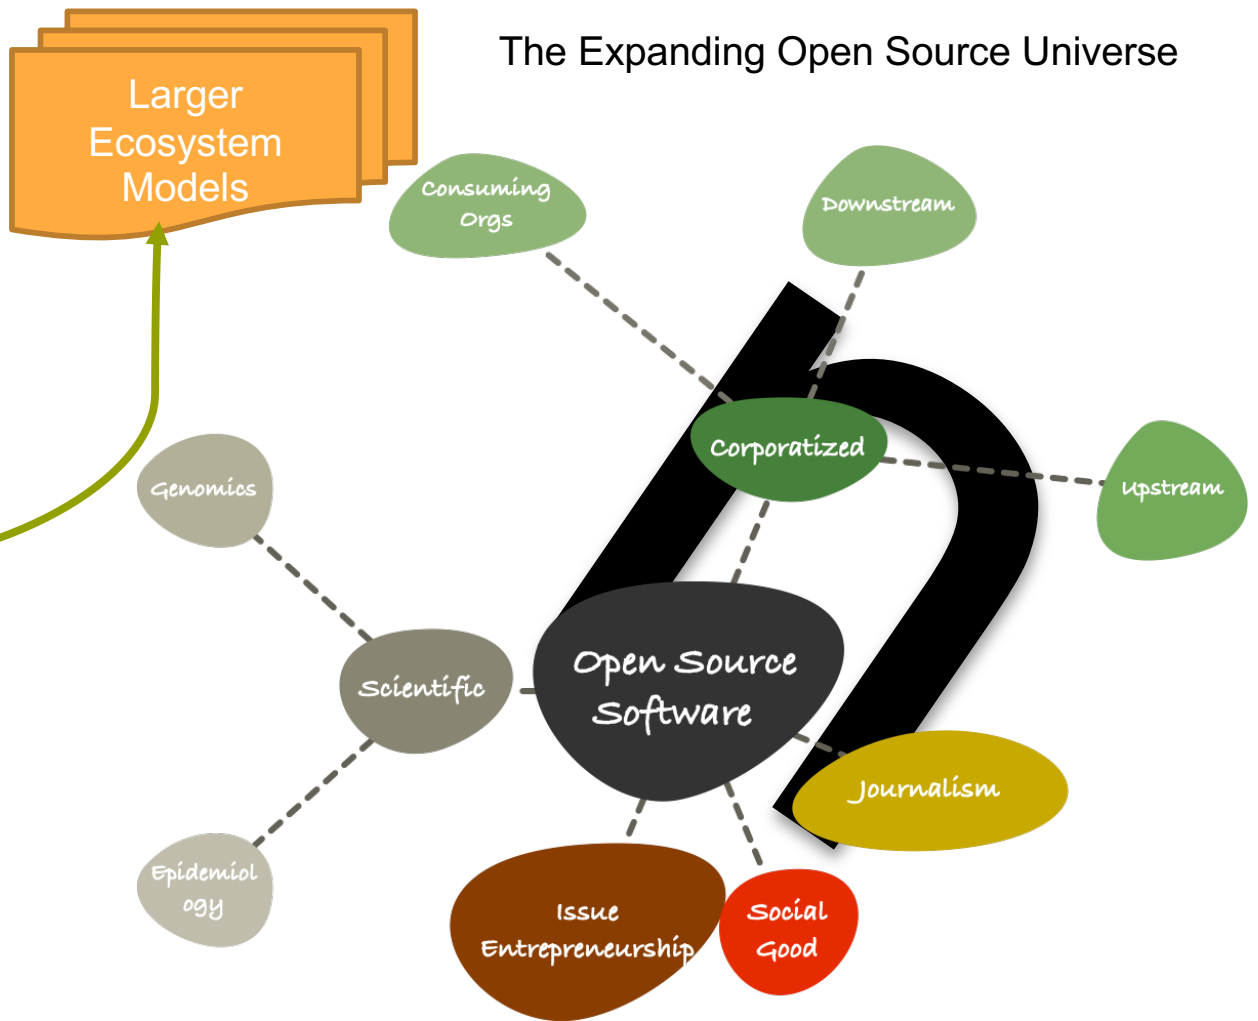 The Expanding Open Source Universe
Larger
Ecosystem
Models
Consuming
Orgs
Downstream
Corporatized
Upstream
Genomics
Scientific
Open Source
Software
Epidemiol
ogy
Journalism
Issue
Entrepreneurship
Social
Good